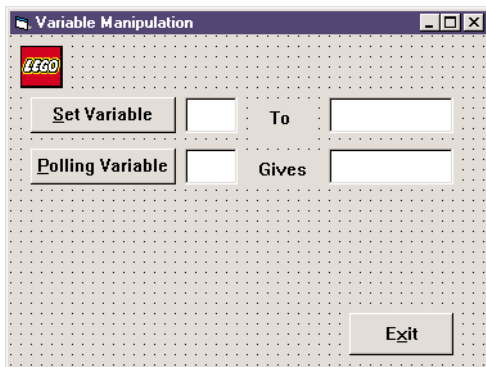 Variable Manipulation
LEGO
Set Variable To
Polling Variable Gives
Exit